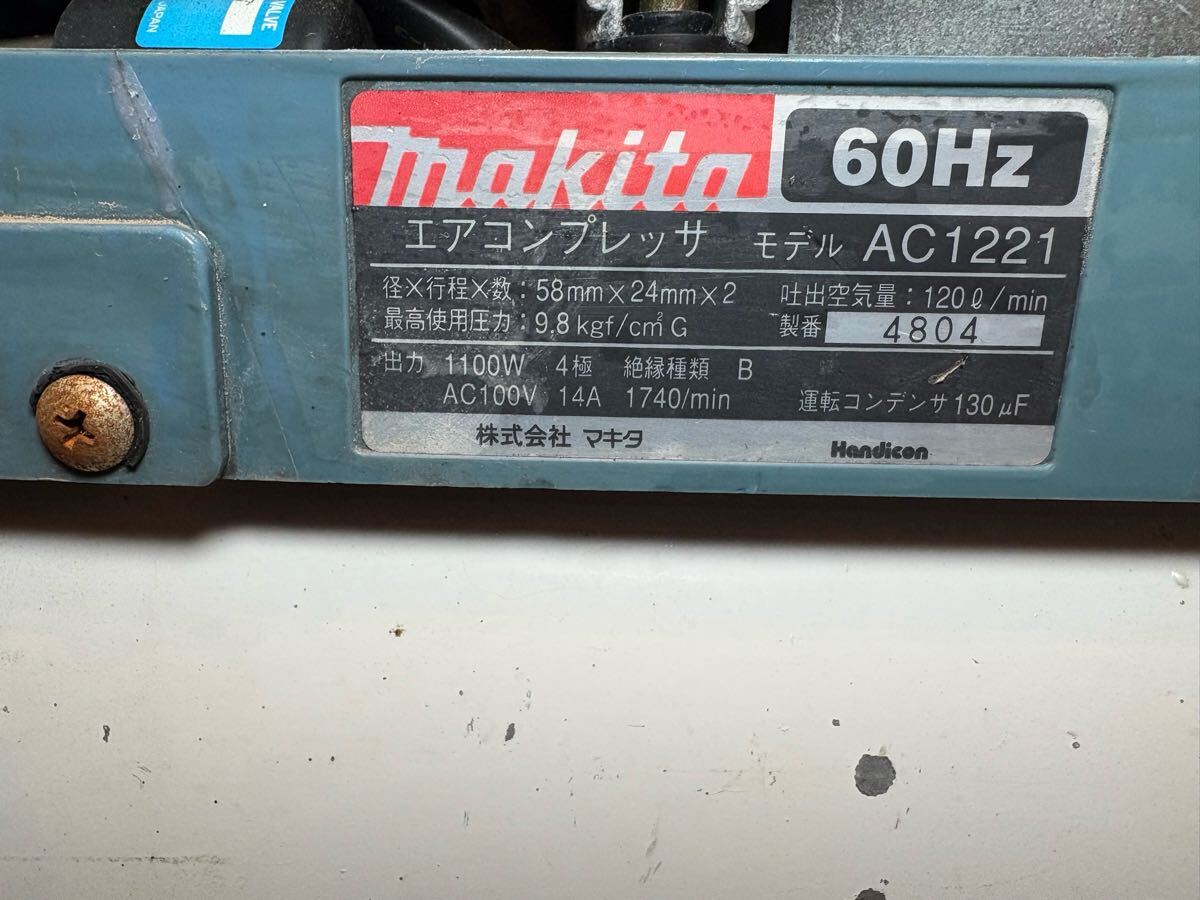 VALVE
JAPAN
makita
60Hz
エアコンプレッサ モデル AC1221
径×行程×数：58mm×24mm×2 吐出空気量：120ℓ/min
最高使用圧力：9.8kgf/cm²G 製番 4804
出力 1100W 4極 絶縁種類 B
AC100V 14A 1740/min 運転コンデンサ130μF
株式会社 マキタ Handicon